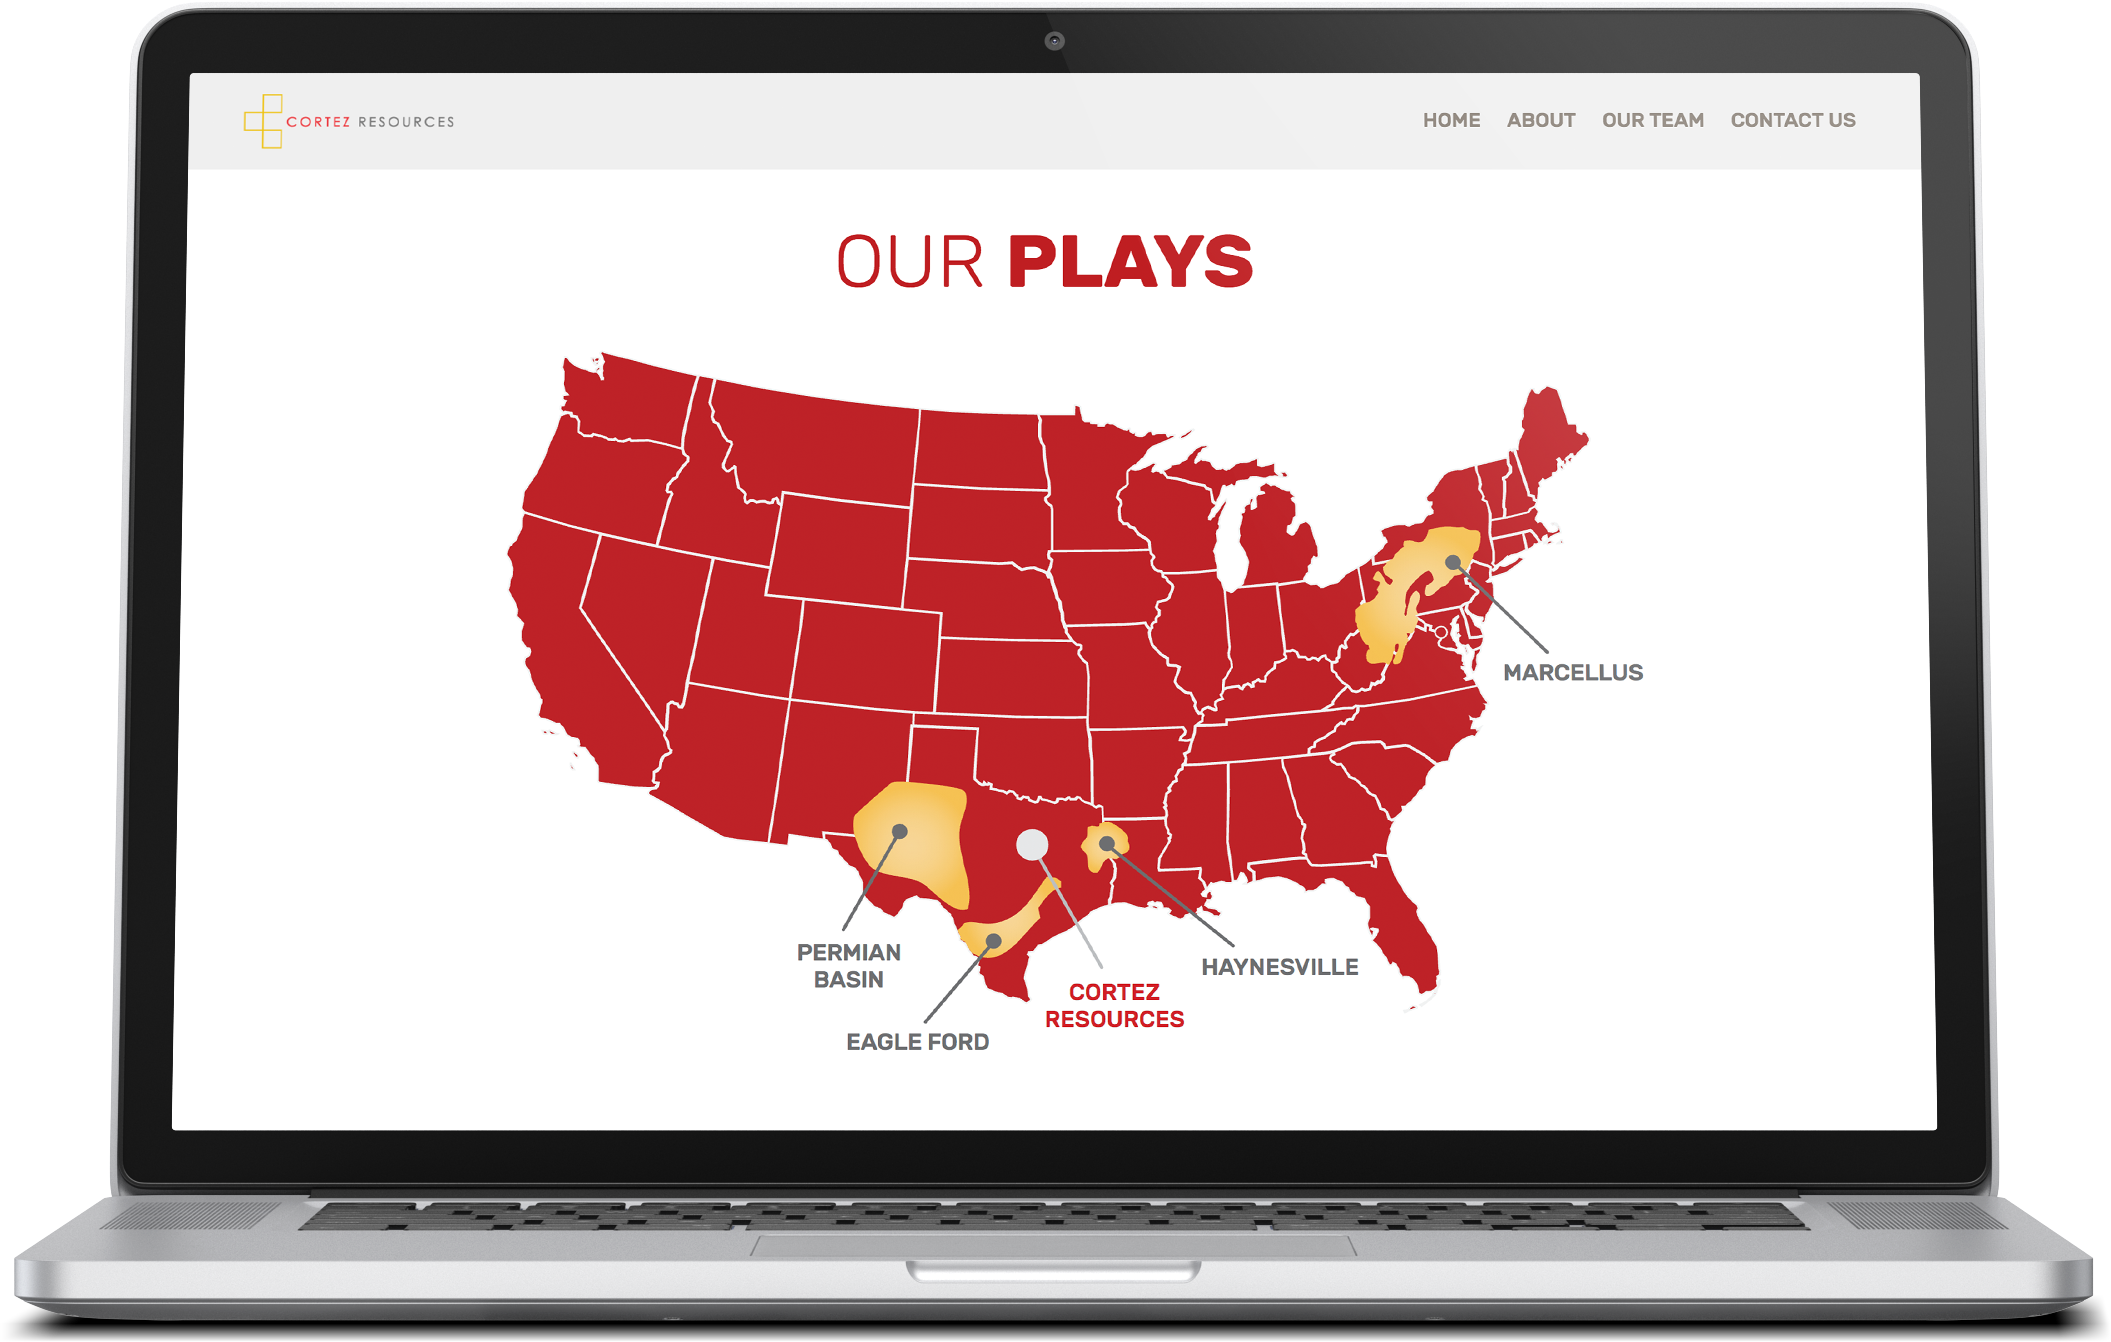 CORTEZ RESOURCES
HOME ABOUT OUR TEAM CONTACT US
OUR PLAYS
MARCELLUS
PERMIAN
BASIN
HAYNESVILLE
CORTEZ
RESOURCES
EAGLE FORD